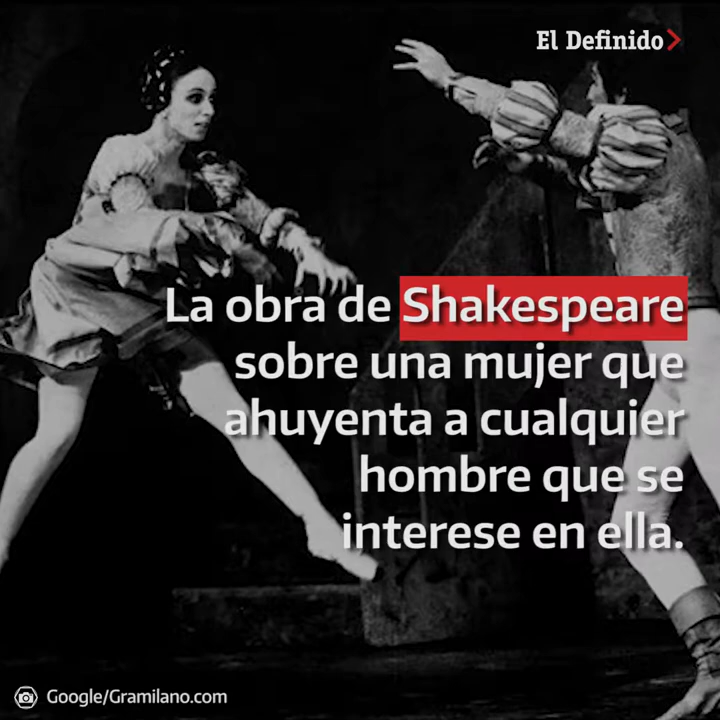 El Definido
La obra de Shakespeare
sobre una mujer que
ahuyenta a cualquier
hombre que se
interese en ella.
Google/Gramilano.com